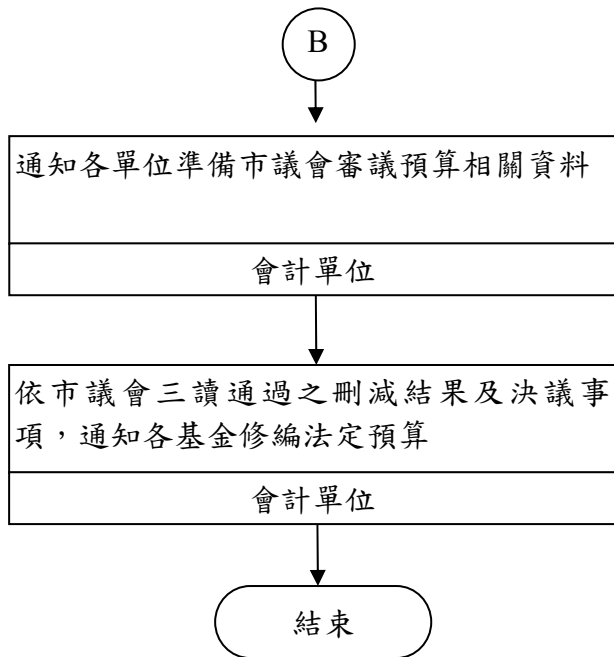 B
通知各單位準備市議會審議預算相關資料
會計單位
依市議會三讀通過之刪減結果及決議事
項，通知各基金修編法定預算
會計單位
結束